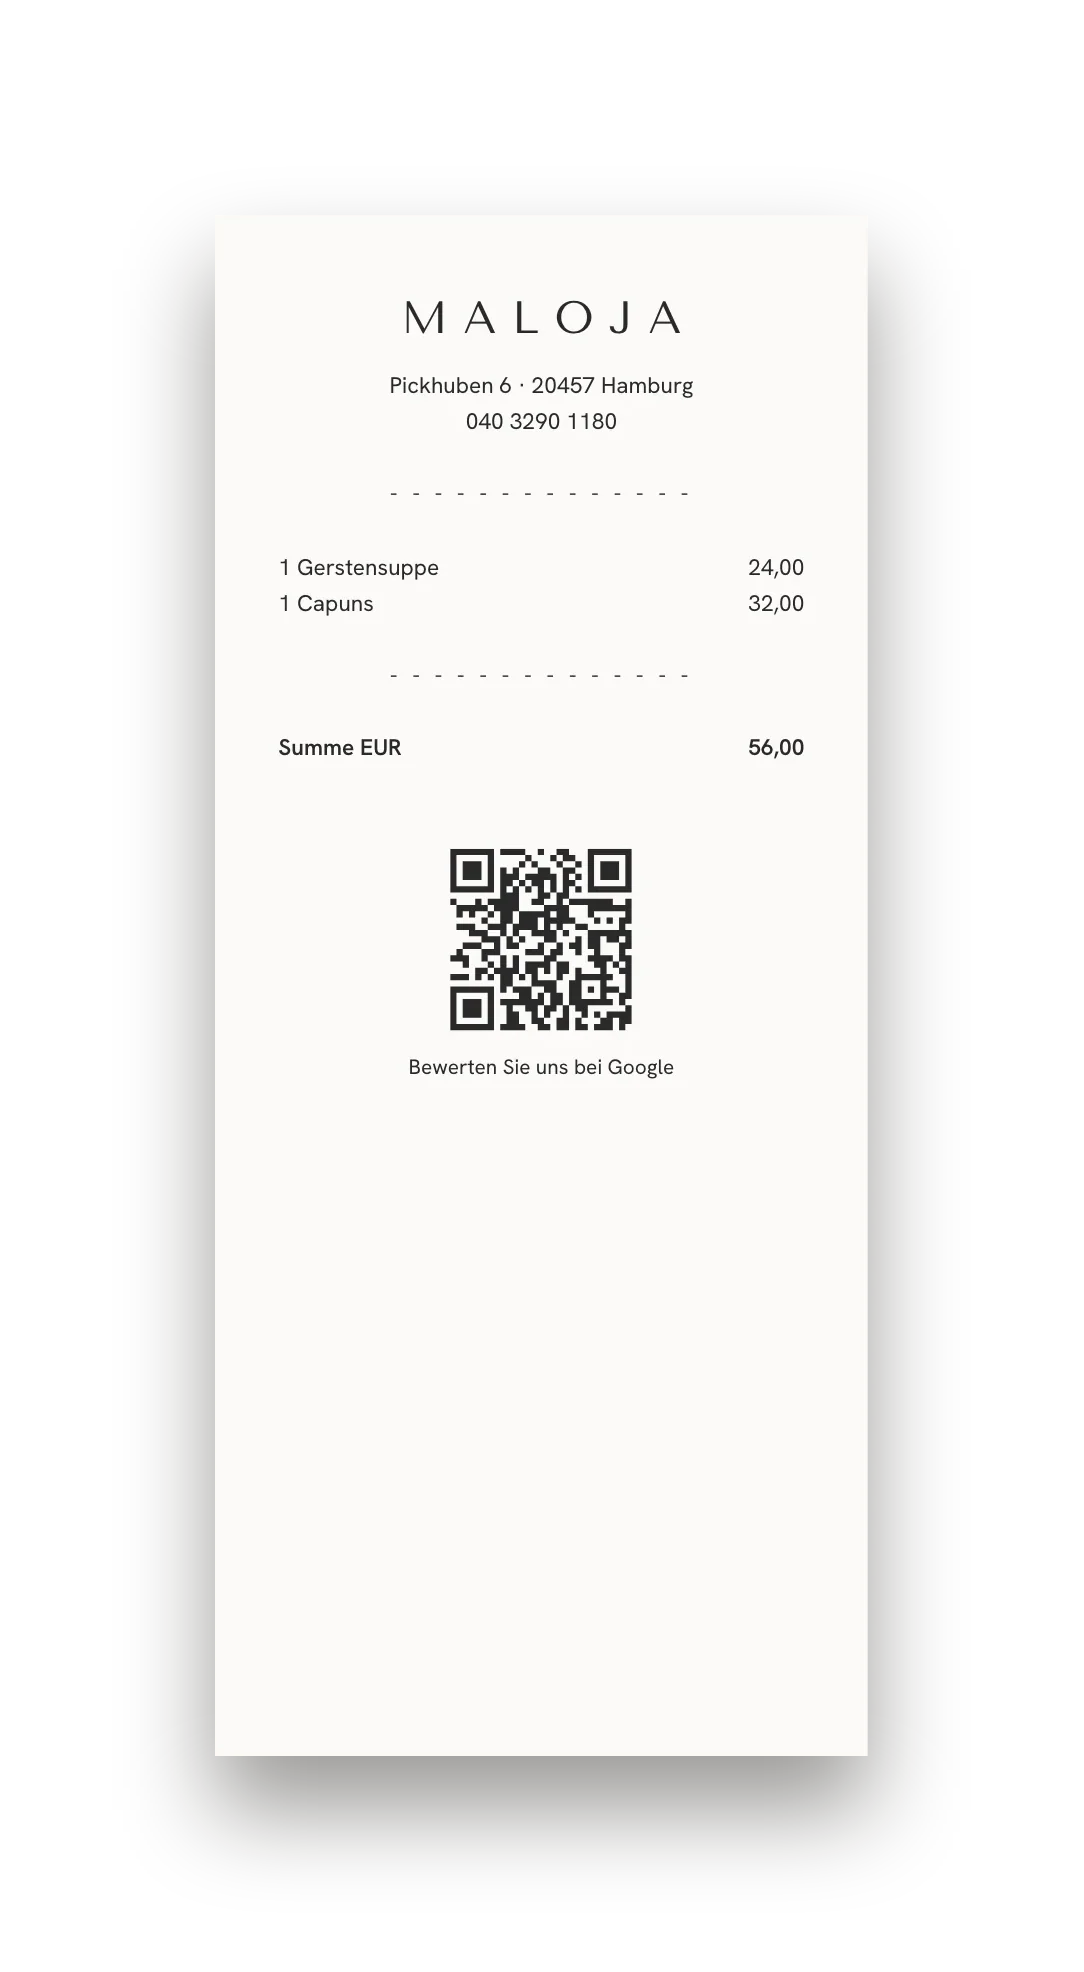 MALOJA
Pickhuben 6 · 20457 Hamburg
040 3290 1180
- - - - - - - - - - - - - -
1 Gerstensuppe 24,00
1 Capuns 32,00
- - - - - - - - - - - - - -
Summe EUR 56,00
Bewerten Sie uns bei Google